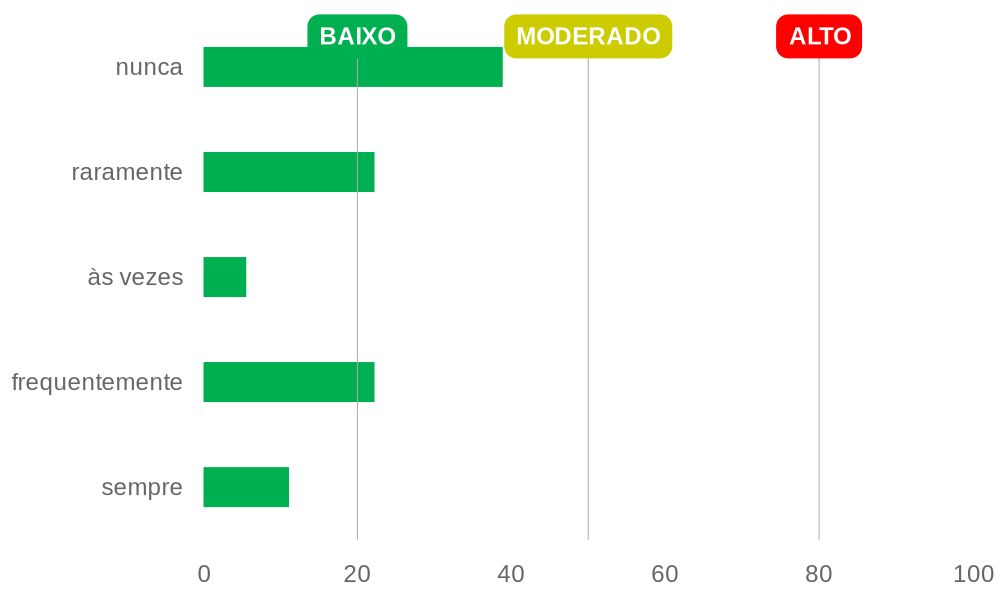 BAIXO MODERADO ALTO
nunca
raramente
às vezes
frequentemente
sempre
0 20 40 60 80 100